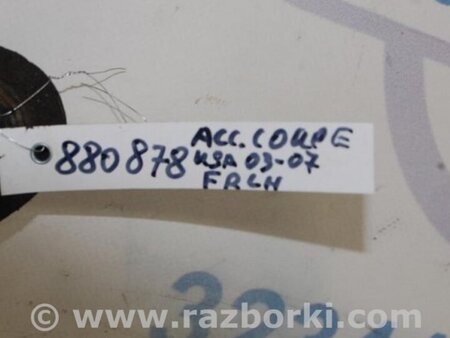 880878
ACC. COUPE
USA 03-07
FRLH
www.razborki.com